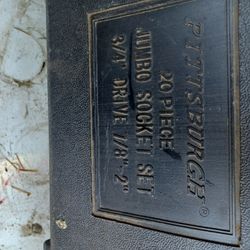 PITTSBURGH®
20 PIECE
JUMBO SOCKET SET
3/4" DRIVE 7/8"-2"